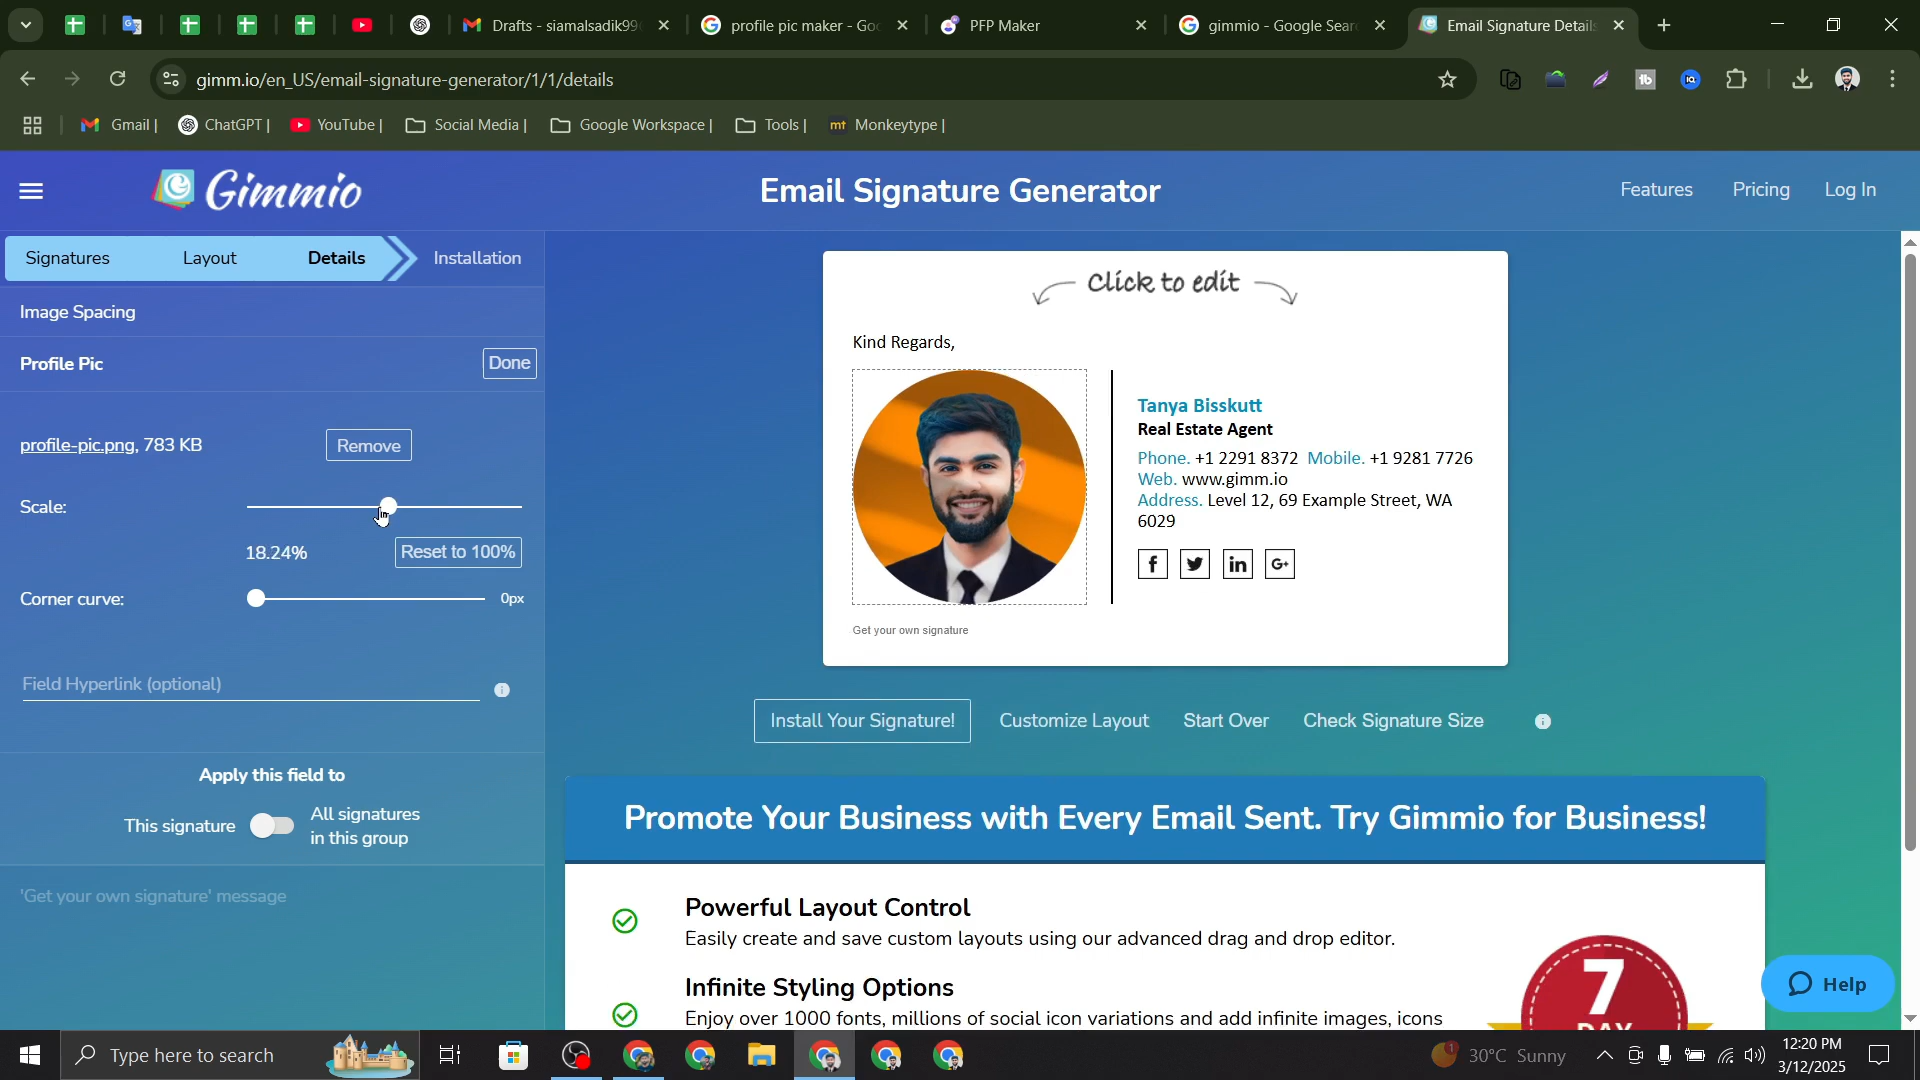 Drafts - siamalsadik99
profile pic maker - Goo
PFP Maker
gimmio - Google Sear
Email Signature Details
gimm.io/en_US/email-signature-generator/1/1/details
Gmail |
ChatGPT |
YouTube |
Social Media |
Google Workspace |
Tools |
mt Monkeytype |
Gimmio
Email Signature Generator
Features
Pricing
Log In
Signatures
Layout
Details
Installation
Image Spacing
Profile Pic
Done
profile-pic.png, 783 KB
Remove
Scale:
18.24%
Reset to 100%
Corner curve:
0px
Field Hyperlink (optional)
Apply this field to
This signature
All signatures
in this group
'Get your own signature' message
Click to edit
Kind Regards,
Tanya Bisskutt
Real Estate Agent
Phone. +1 2291 8372 Mobile. +1 9281 7726
Web. www.gimm.io
Address. Level 12, 69 Example Street, WA
6029
Get your own signature
Install Your Signature!
Customize Layout
Start Over
Check Signature Size
Promote Your Business with Every Email Sent. Try Gimmio for Business!
Powerful Layout Control
Easily create and save custom layouts using our advanced drag and drop editor.
Infinite Styling Options
Enjoy over 1000 fonts, millions of social icon variations and add infinite images, icons
7
DAY
Help
Type here to search
30°C Sunny
12:20 PM
3/12/2025